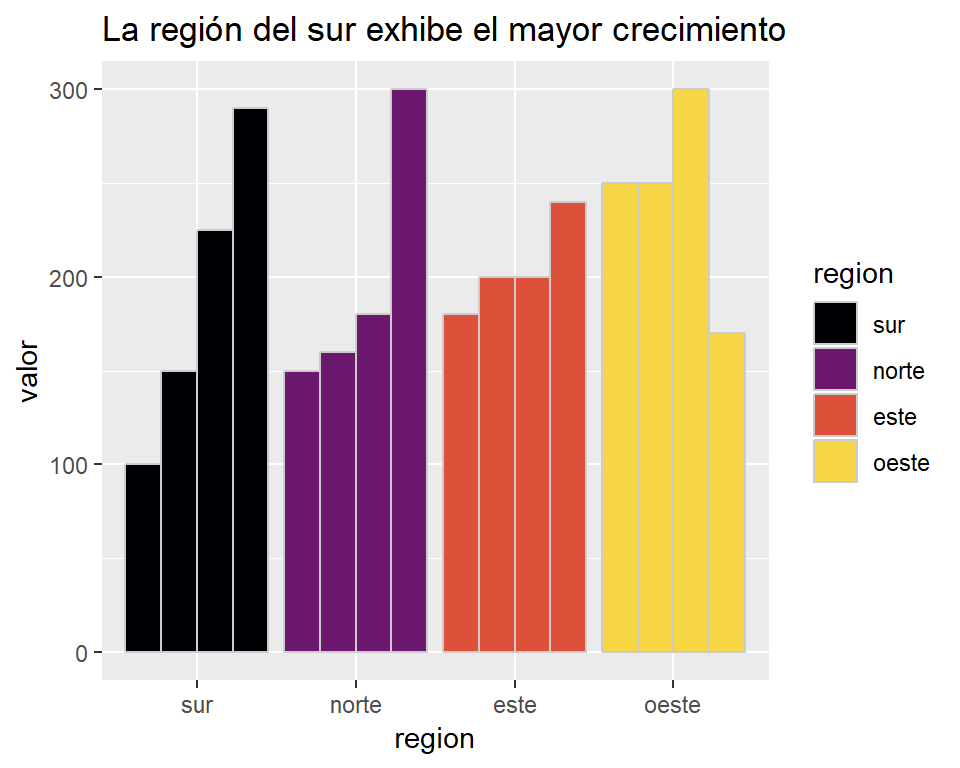 La región del sur exhibe el mayor crecimiento
300
200
100
0
valor
sur
norte
este
oeste
region
region
sur
norte
este
oeste